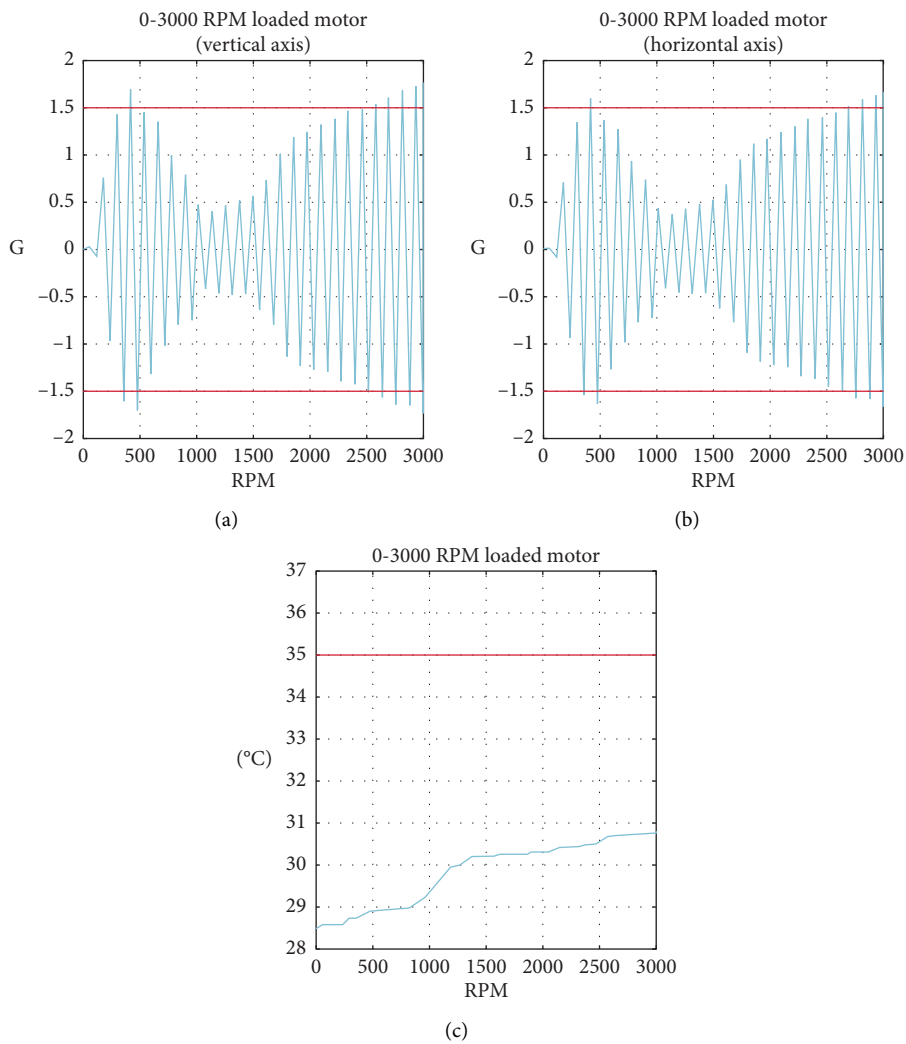 0-3000 RPM loaded motor
(vertical axis)
2
1.5
1
0.5
G
0
−0.5
−1
−1.5
−2
0 500 1000 1500 2000 2500 3000
RPM
(a)
0-3000 RPM loaded motor
(horizontal axis)
2
1.5
1
0.5
G
0
−0.5
−1
−1.5
−2
0 500 1000 1500 2000 2500 3000
RPM
(b)
0-3000 RPM loaded motor
37
36
35
34
33
(°C)
32
31
30
29
28
0 500 1000 1500 2000 2500 3000
RPM
(c)